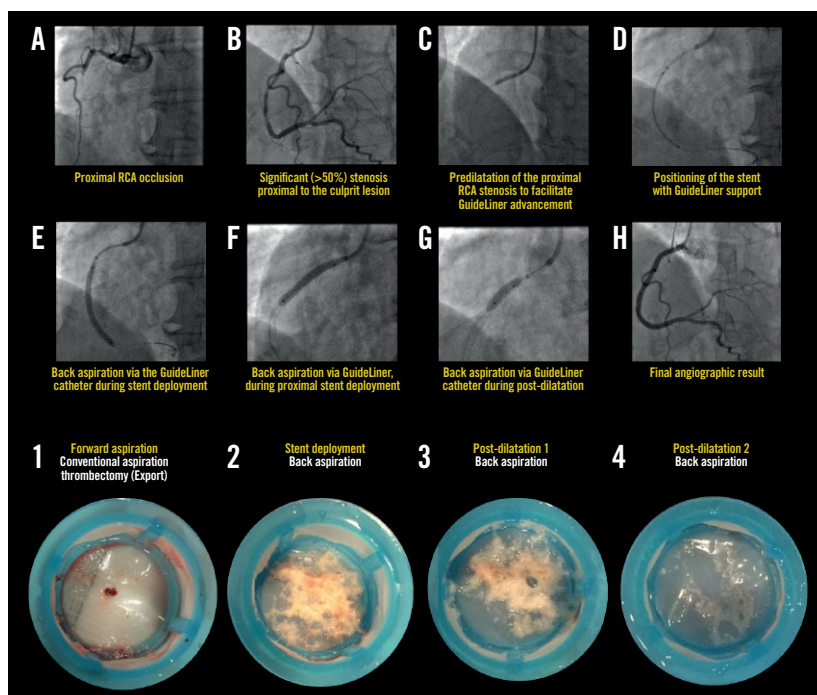 A
B
C
D
Proximal RCA occlusion
Significant (>50%) stenosis
proximal to the culprit lesion
Predilatation of the proximal
RCA stenosis to facilitate
GuideLiner advancement
Positioning of the stent
with GuideLiner support
E
F
G
H
Back aspiration via the GuideLiner
catheter during stent deployment
Back aspiration via GuideLiner,
during proximal stent deployment
Back aspiration via GuideLiner
catheter during post-dilatation
Final angiographic result
1
Forward aspiration
Conventional aspiration
thrombectomy (Export)
2
Stent deployment
Back aspiration
3
Post-dilatation 1
Back aspiration
4
Post-dilatation 2
Back aspiration